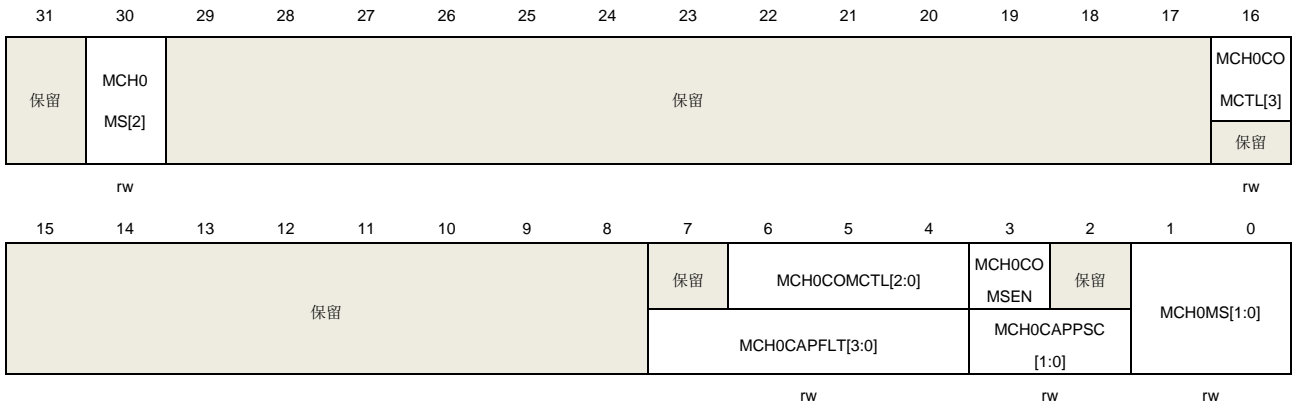 31 30 29 28 27 26 25 24 23 22 21 20 19 18 17 16
保留
MCH0
MS[2]
保留
MCH0CO
MCTL[3]
保留
rw rw
15 14 13 12 11 10 9 8 7 6 5 4 3 2 1 0
保留
保留
MCH0COMCTL[2:0]
MCH0CO
MSEN
保留
MCH0MS[1:0]
MCH0CAPFLT[3:0]
MCH0CAPPSC
[1:0]
rw rw rw